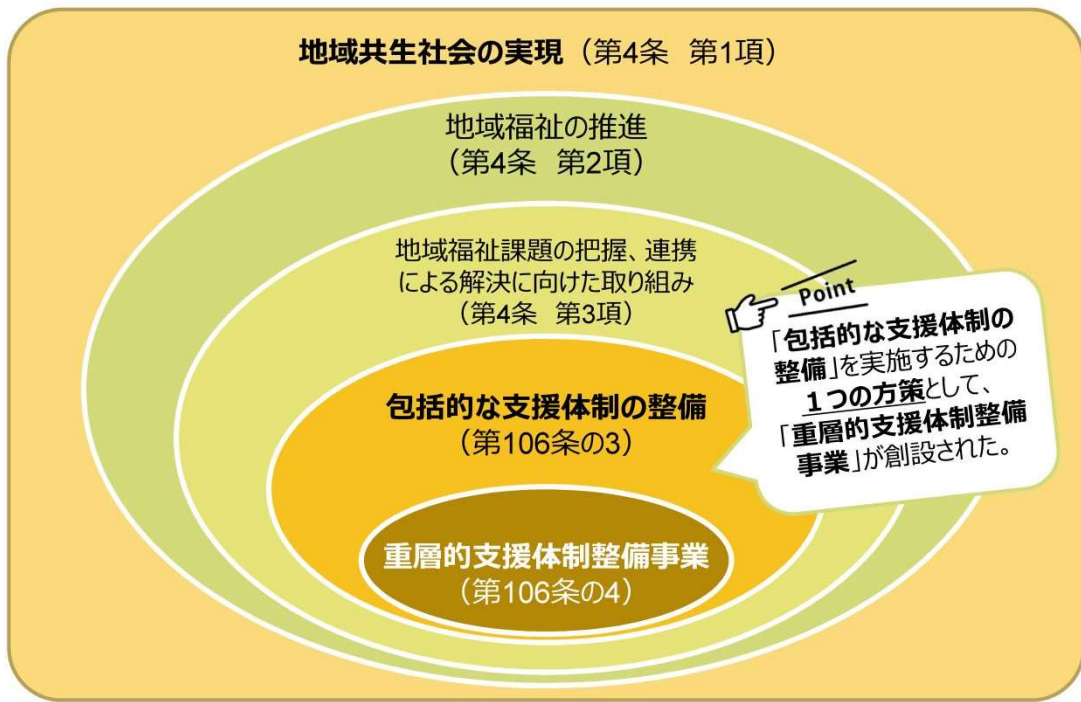 地域共生社会の実現（第4条 第1項）
地域福祉の推進
（第4条 第2項）
地域福祉課題の把握、連携
による解決に向けた取り組み
（第4条 第3項）
Point
「包括的な支援体制の
整備」を実施するための
１つの方策として、
「重層的支援体制整備
事業」が創設された。
包括的な支援体制の整備
（第106条の3）
重層的支援体制整備事業
（第106条の4）